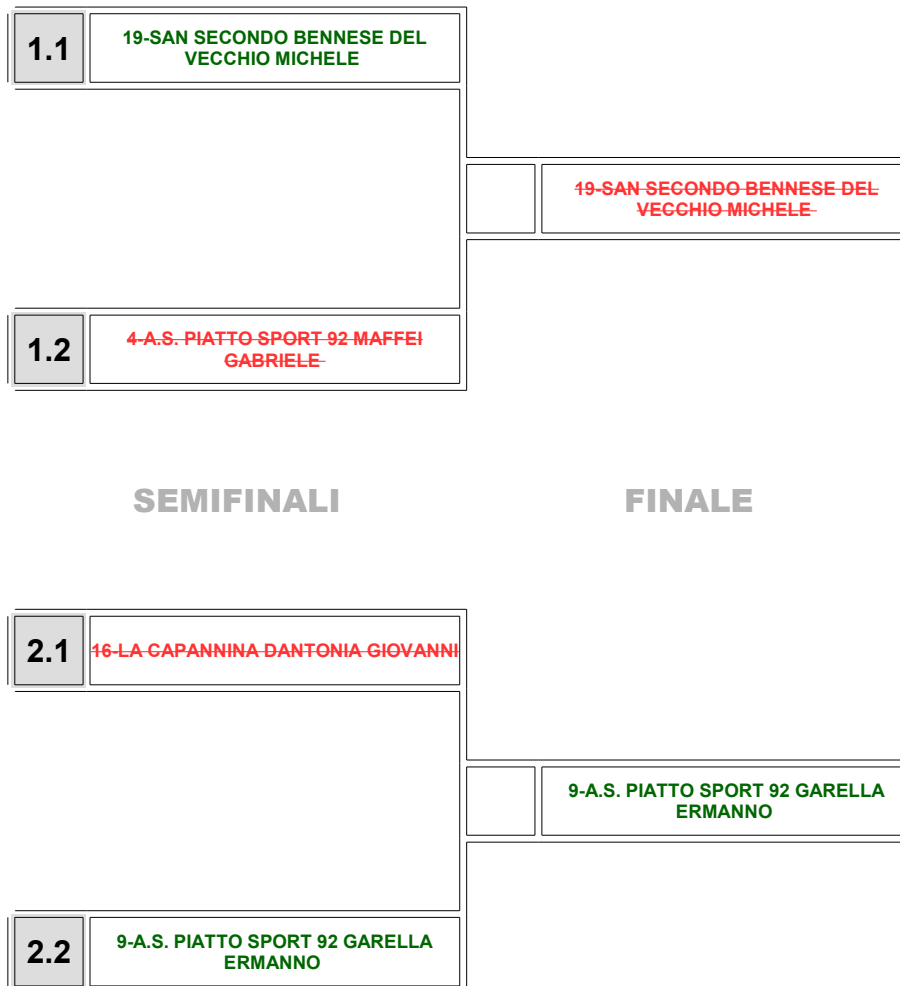 1.1
19-SAN SECONDO BENNESE DEL
VECCHIO MICHELE
19-SAN SECONDO BENNESE DEL
VECCHIO MICHELE
1.2
4-A.S. PIATTO SPORT 92 MAFFEI
GABRIELE
SEMIFINALI
FINALE
2.1
16-LA CAPANNINA DANTONIA GIOVANNI
9-A.S. PIATTO SPORT 92 GARELLA
ERMANNO
2.2
9-A.S. PIATTO SPORT 92 GARELLA
ERMANNO